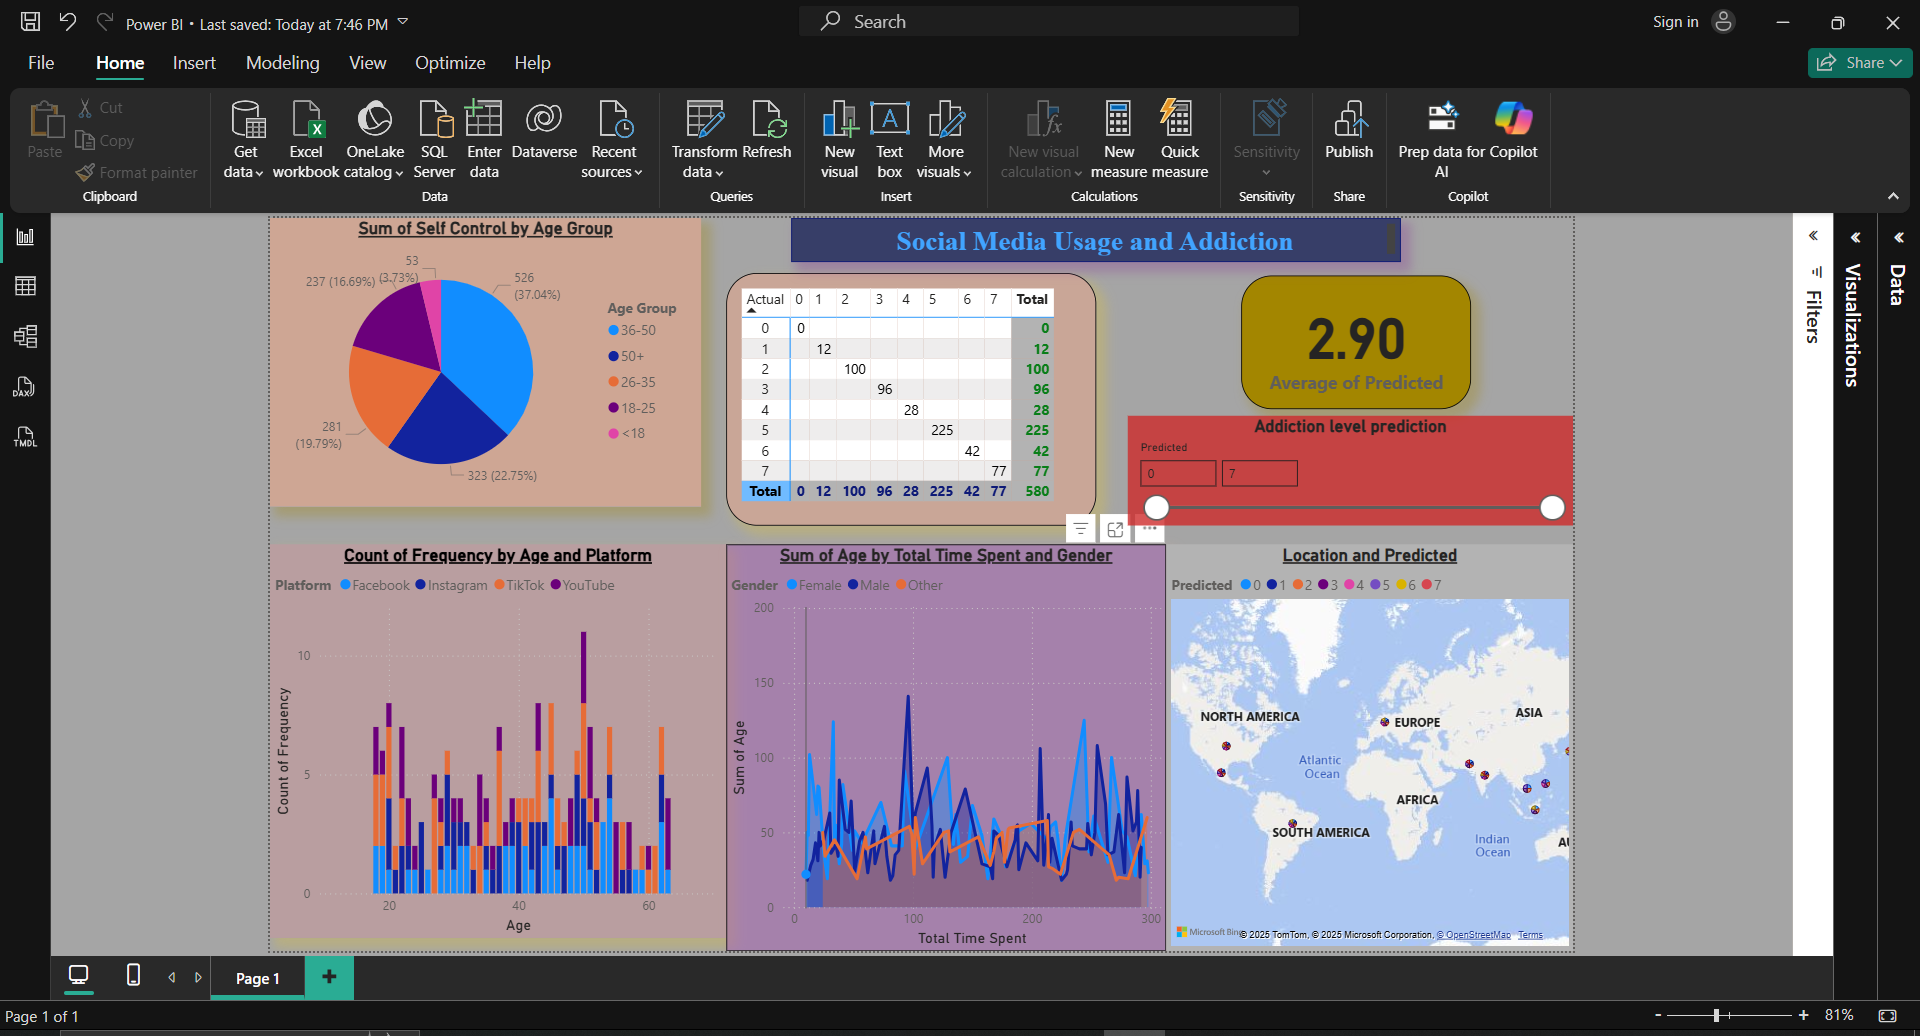 Power BI • Last saved: Today at 7:46 PM
Search
Sign in
File Home Insert Modeling View Optimize Help
Share
Paste
Cut
Copy
Format painter
Clipboard
Get data
Excel workbook
OneLake catalog
SQL Server
Enter data
Dataverse
Recent sources
Data
Transform data
Refresh
Queries
New visual
Text box
More visuals
Insert
New visual calculation
New measure
Quick measure
Calculations
Sensitivity
Sensitivity
Publish
Share
Prep data for AI
Copilot
Copilot
DAX
TMDL
Sum of Self Control by Age Group
53
(3.73%)
237 (16.69%)
526
(37.04%)
281
(19.79%)
323 (22.75%)
Age Group
36-50
50+
26-35
18-25
<18
Social Media Usage and Addiction
Actual 0 1 2 3 4 5 6 7 Total
0 0 0
1 12 12
2 100 100
3 96 96
4 28 28
5 225 225
6 42 42
7 77 77
Total 0 12 100 96 28 225 42 77 580
2.90
Average of Predicted
Addiction level prediction
Predicted
0 7
Count of Frequency by Age and Platform
Platform Facebook Instagram TikTok YouTube
Count of Frequency
10
5
0
20 40 60
Age
Sum of Age by Total Time Spent and Gender
Gender Female Male Other
Sum of Age
200
150
100
50
0
0 100 200 300
Total Time Spent
Location and Predicted
Predicted 0 1 2 3 4 5 6 7
NORTH AMERICA
EUROPE
ASIA
Atlantic
Ocean
AFRICA
SOUTH AMERICA
Indian
Ocean
AU
Microsoft Bing
© 2025 TomTom, © 2025 Microsoft Corporation, © OpenStreetMap Terms
Filters
Visualizations
Data
Page 1
Page 1 of 1
81%